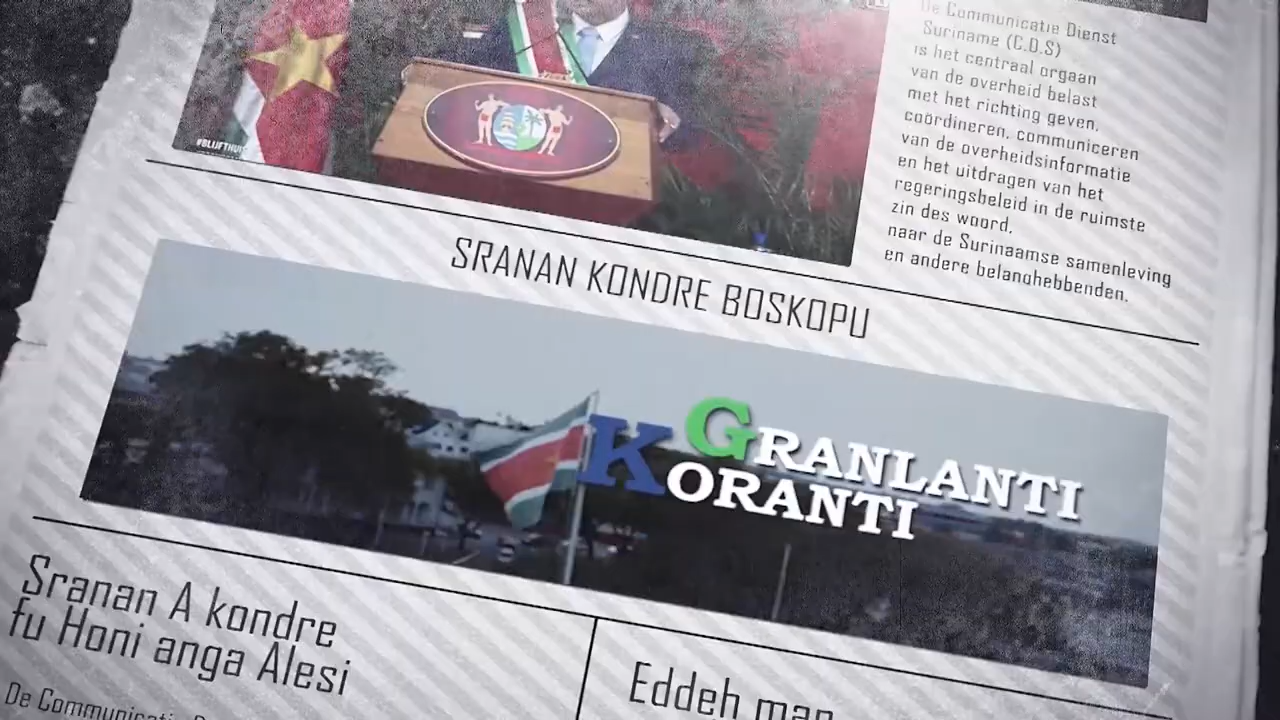 De Communicatie Dienst
Suriname (C.D.S)
is het centraal orgaan
van de overheid belast
met het richting geven,
coördineren, communiceren
van de overheidsinformatie
en het uitdragen van het
regeringsbeleid in de ruimste
zin des woord,
naar de Surinaamse samenleving
en andere belanghebbenden.
#BLIJFTHUIS
SRANAN KONDRE BOSKOPU
GRANLANTI
KORANTI
Sranan A kondre
fu Honi anga Alesi
De Communicatie
Eddeh man